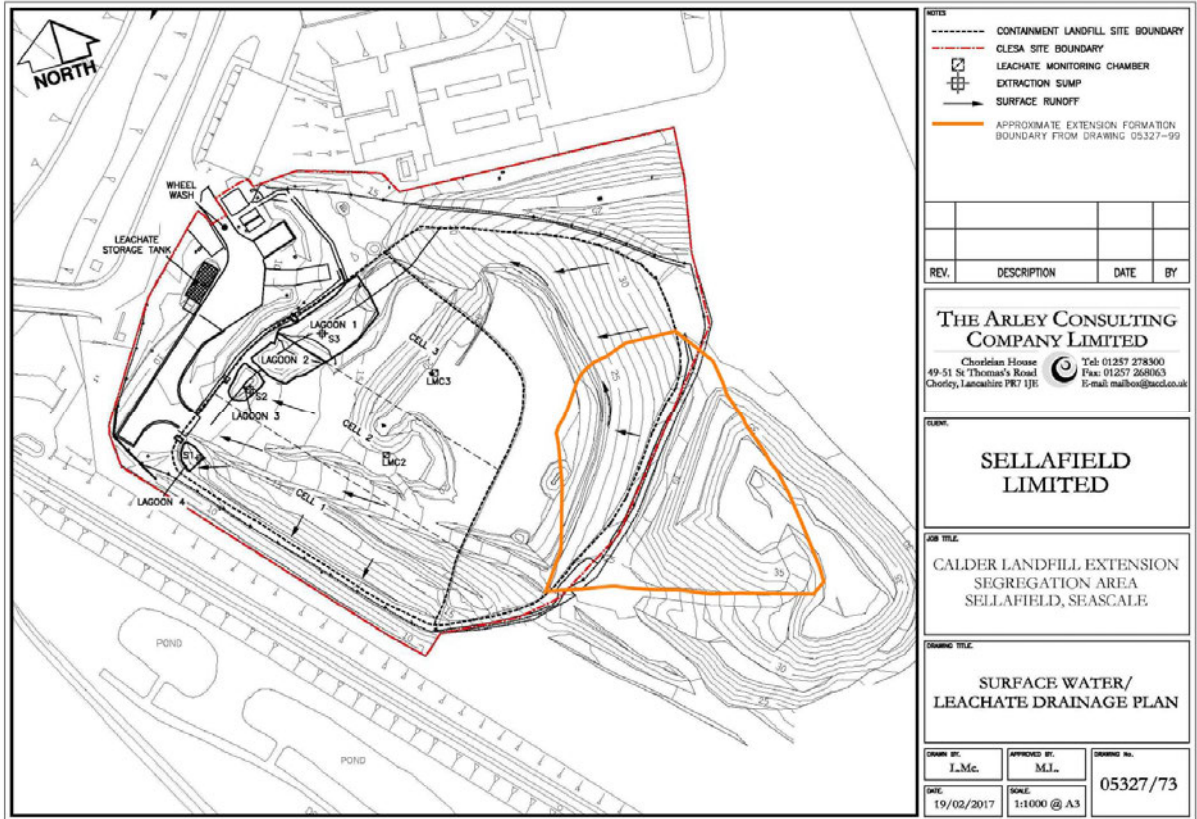 NORTH
WHEEL
WASH
LEACHATE
STORAGE TANK
LAGOON 1
S3
LAGOON 2
S2
LAGOON 3
S1
LAGOON 4
CELL 3
LMC3
CELL 2
LMC2
CELL 1
15
30
25
25
10
10
35
35
30
30
POND
POND
NOTES
CONTAINMENT LANDFILL SITE BOUNDARY
CLESA SITE BOUNDARY
LEACHATE MONITORING CHAMBER
EXTRACTION SUMP
SURFACE RUNOFF
APPROXIMATE EXTENSION FORMATION
BOUNDARY FROM DRAWING 05327-99
REV. DESCRIPTION DATE BY
THE ARLEY CONSULTING
COMPANY LIMITED
Chorleian House
49-51 St Thomas's Road
Chorley, Lancashire PR7 1JE
Tel: 01257 278300
Fax: 01257 268063
E-mail: mailbox@taccl.co.uk
CLIENT.
SELLAFIELD
LIMITED
JOB TITLE.
CALDER LANDFILL EXTENSION
SEGREGATION AREA
SELLAFIELD, SEASCALE
DRAWING TITLE.
SURFACE WATER/
LEACHATE DRAINAGE PLAN
DRAWN BY.
I.Mc.
APPROVED BY.
M.I.
DRAWING No.
05327/73
DATE.
19/02/2017
SCALE.
1:1000 @ A3